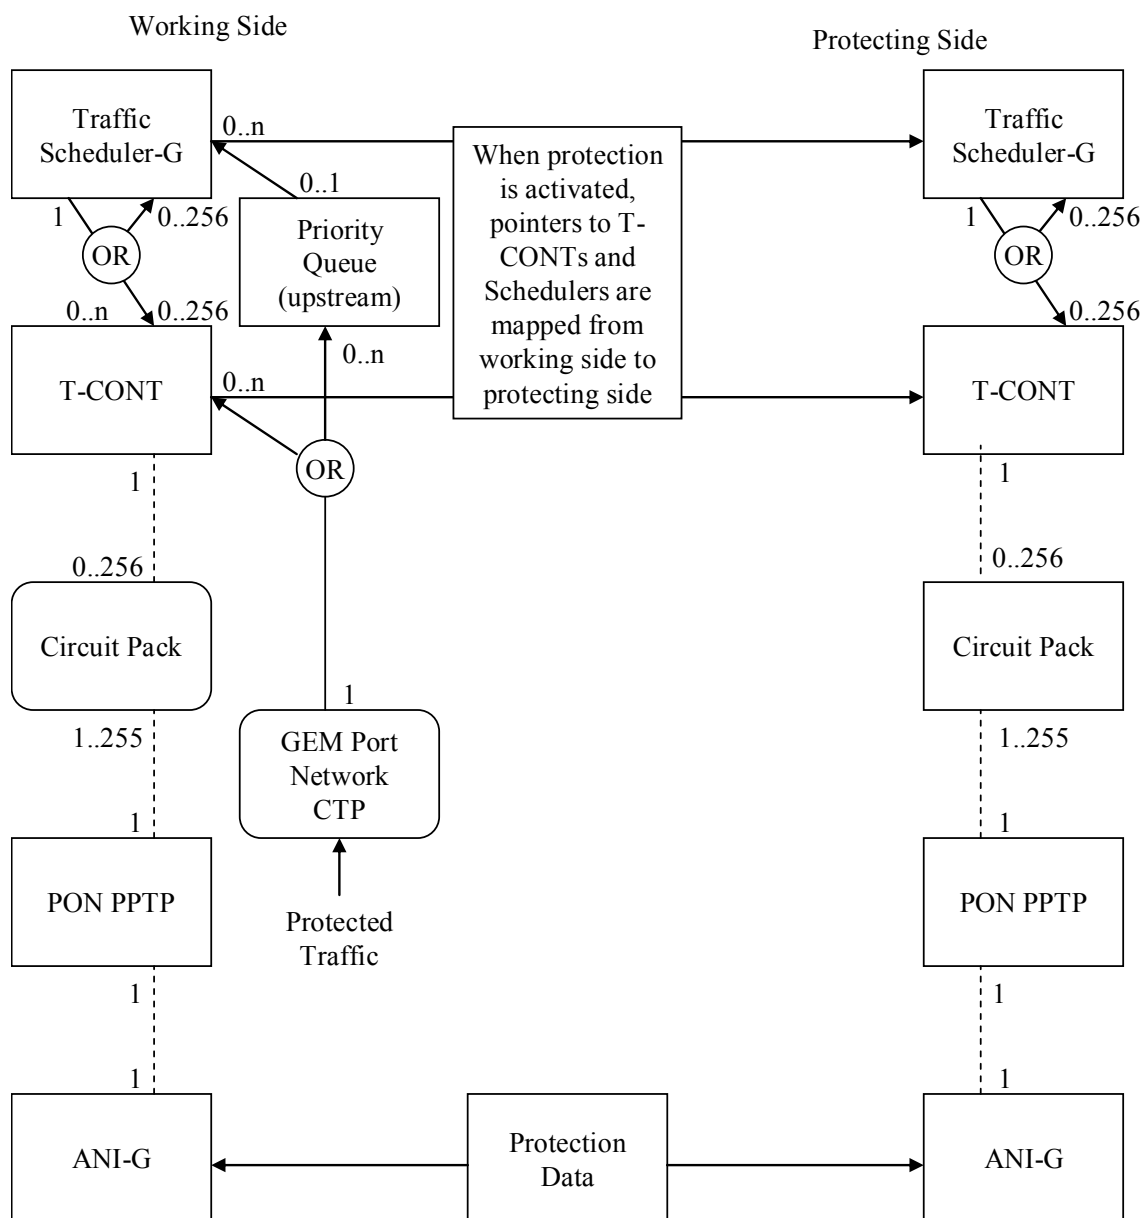 Working Side
Protecting Side
Traffic
Scheduler-G
0..n
0..1
1
0..256
OR
0..n
0..256
Priority
Queue
(upstream)
0..n
When protection
is activated,
pointers to T-
CONTs and
Schedulers are
mapped from
working side to
protecting side
Traffic
Scheduler-G
1
0..256
OR
0..256
T-CONT
0..n
OR
T-CONT
1
1
0..256
0..256
Circuit Pack
Circuit Pack
1..255
1..255
1
GEM Port
Network
CTP
1
1
PON PPTP
Protected
Traffic
PON PPTP
1
1
1
1
ANI-G
Protection
Data
ANI-G